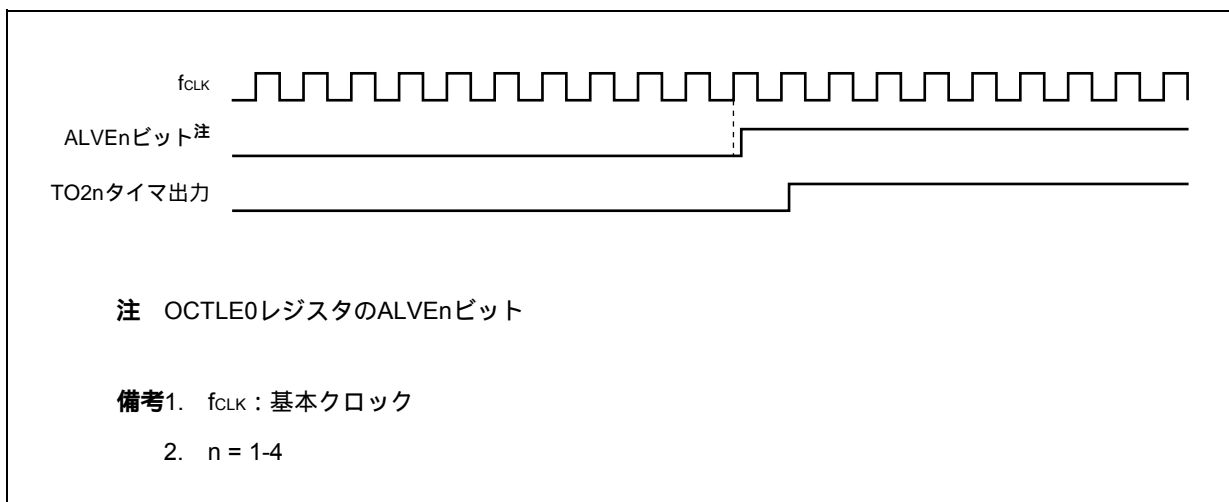 fCLK
ALVEnビット注
TO2nタイマ出力
注 OCTLE0レジスタのALVEnビット
備考1. fCLK：基本クロック
2. n = 1-4